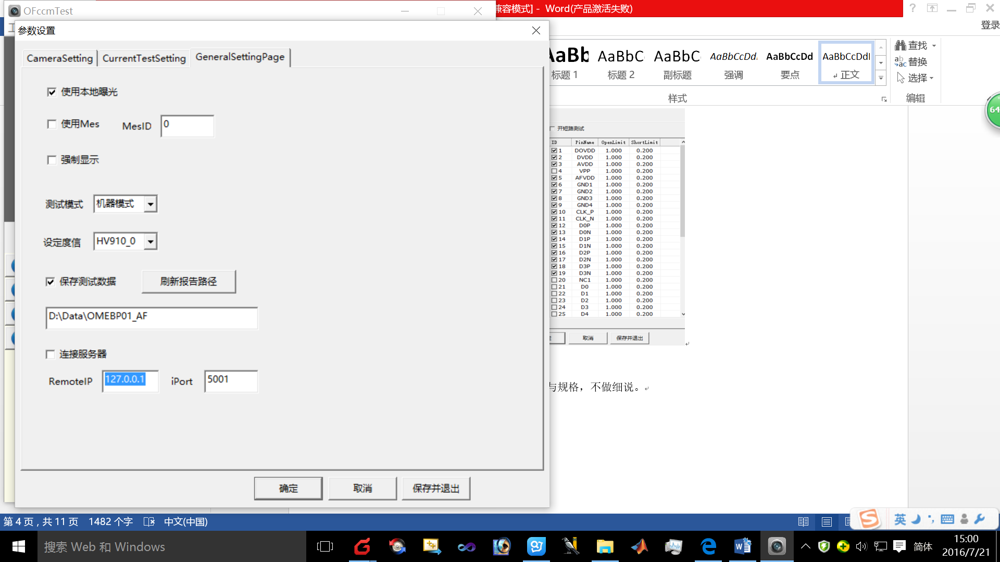 OFccmTest
兼容模式] - Word(产品激活失败)
登录
参数设置
CameraSetting
CurrentTestSetting
GeneralSettingPage
使用本地曝光
使用Mes
MesID
0
强制显示
测试模式
机器模式
设定度信
HV910_0
保存测试数据
刷新报告路径
D:\Data\OMEBP01_AF
连接服务器
RemoteIP
127.0.0.1
iPort
5001
确定
取消
保存并退出
AaBb AaBbC AaBbC AaBbCcDd AaBbCcDd AaBbCcDdI
标题 1 标题 2 副标题 强调 要点 正文
样式
查找
替换
选择
编辑
64
开短路测试
ID PinName OpenLimit ShortLimit
1 DOVDD 1.000 0.200
2 DVDD 1.000 0.200
3 AVDD 1.000 0.200
4 VPP 1.000 0.200
5 AFVDD 1.000 0.200
6 GND1 1.000 0.200
7 GND2 1.000 0.200
8 GND3 1.000 0.200
9 GND4 1.000 0.200
10 CLK_P 1.000 0.200
11 CLK_N 1.000 0.200
12 D0P 1.000 0.200
13 D0N 1.000 0.200
14 D1P 1.000 0.200
15 D1N 1.000 0.200
16 D2P 1.000 0.200
17 D2N 1.000 0.200
18 D3P 1.000 0.200
19 D3N 1.000 0.200
20 NC1 1.000 0.200
21 D0 1.000 0.200
22 D1 1.000 0.200
23 D2 1.000 0.200
24 D3 1.000 0.200
25 D4 1.000 0.200
取消 保存并退出
与规格，不做细说。
第 4 页，共 11 页 1482 个字 中文(中国)
英
搜索 Web 和 Windows
简体
15:00
2016/7/21